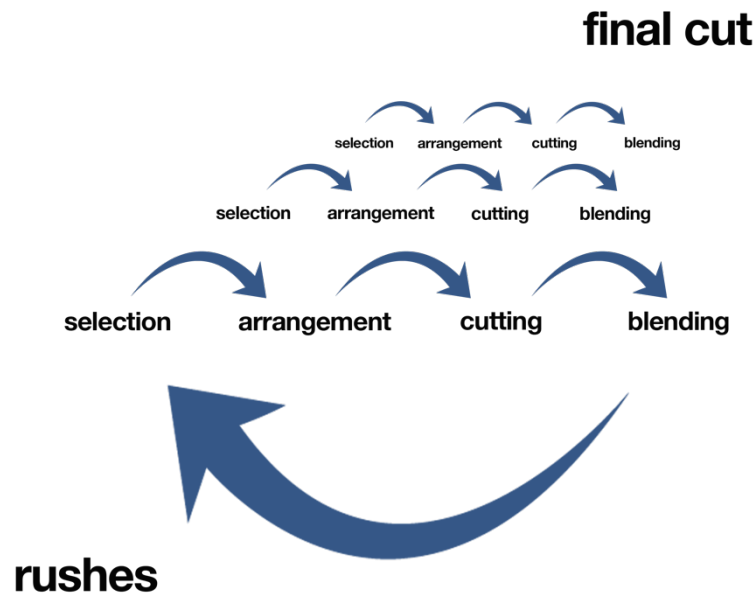 final cut
selection arrangement cutting blending
selection arrangement cutting blending
selection arrangement cutting blending
rushes